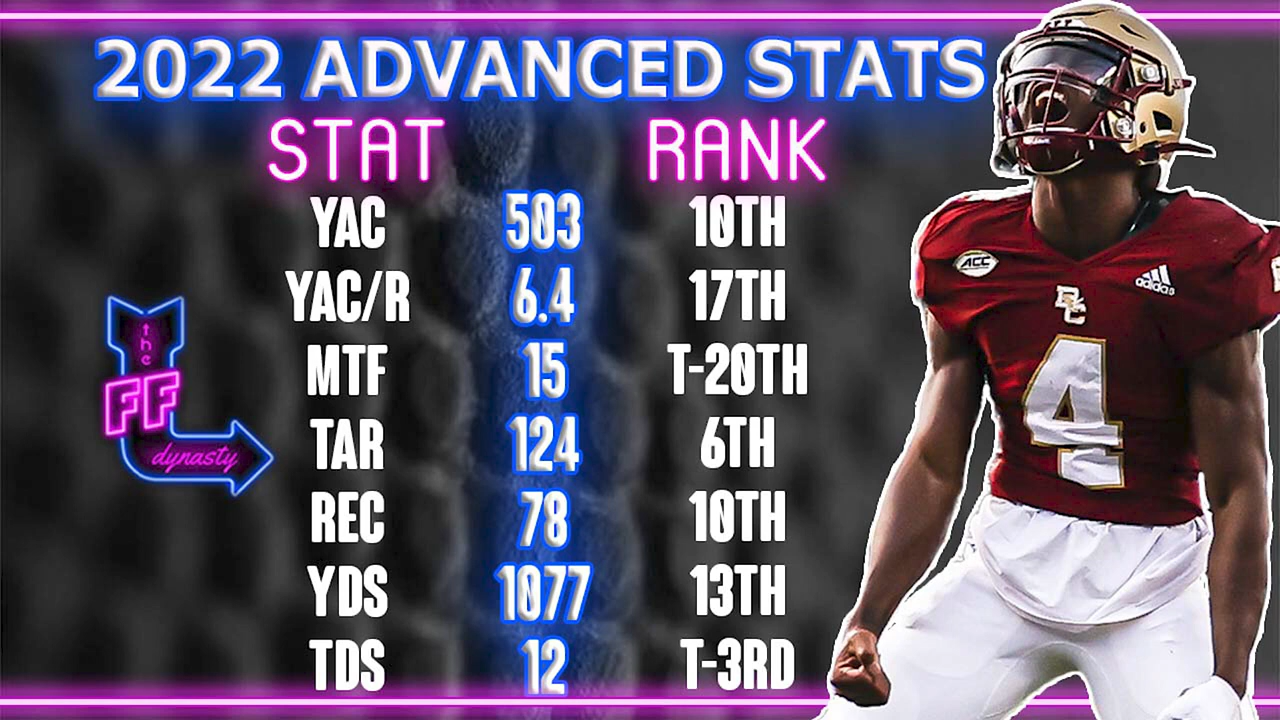 2022 ADVANCED STATS
STAT RANK
YAC 503 10TH
YAC/R 6.4 17TH
MTF 15 T-20TH
TAR 124 6TH
REC 78 10TH
YDS 1077 13TH
TDS 12 T-3RD
the
FF
dynasty
ACC
adidas
BC
4